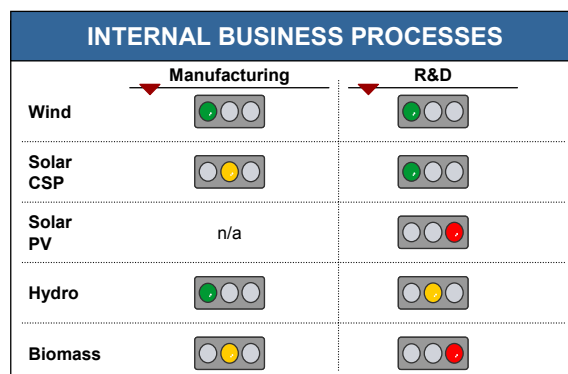 INTERNAL BUSINESS PROCESSES
Manufacturing R&D
Wind
Solar
CSP
Solar
PV
n/a
Hydro
Biomass